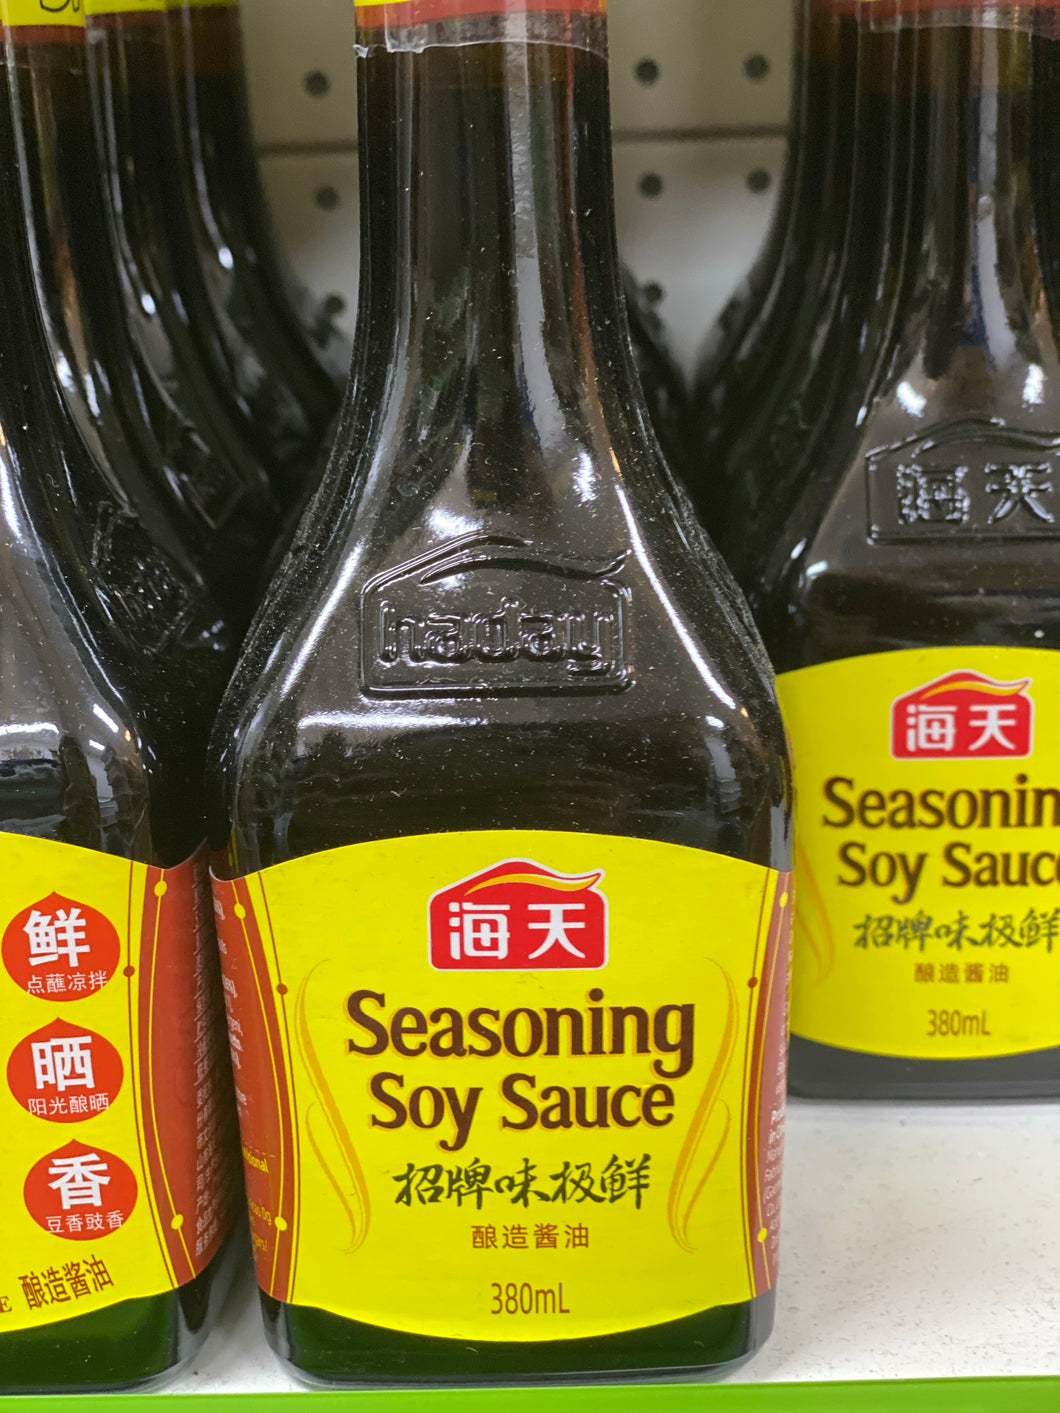 鲜
点蘸凉拌
晒
阳光酿晒
香
豆香豉香
酿造酱油
haday
海天
Seasoning
Soy Sauce
招牌味极鲜
酿造酱油
380mL
海天
海天
Seasonin
Soy Sauce
招牌味极鲜
酿造酱油
380mL